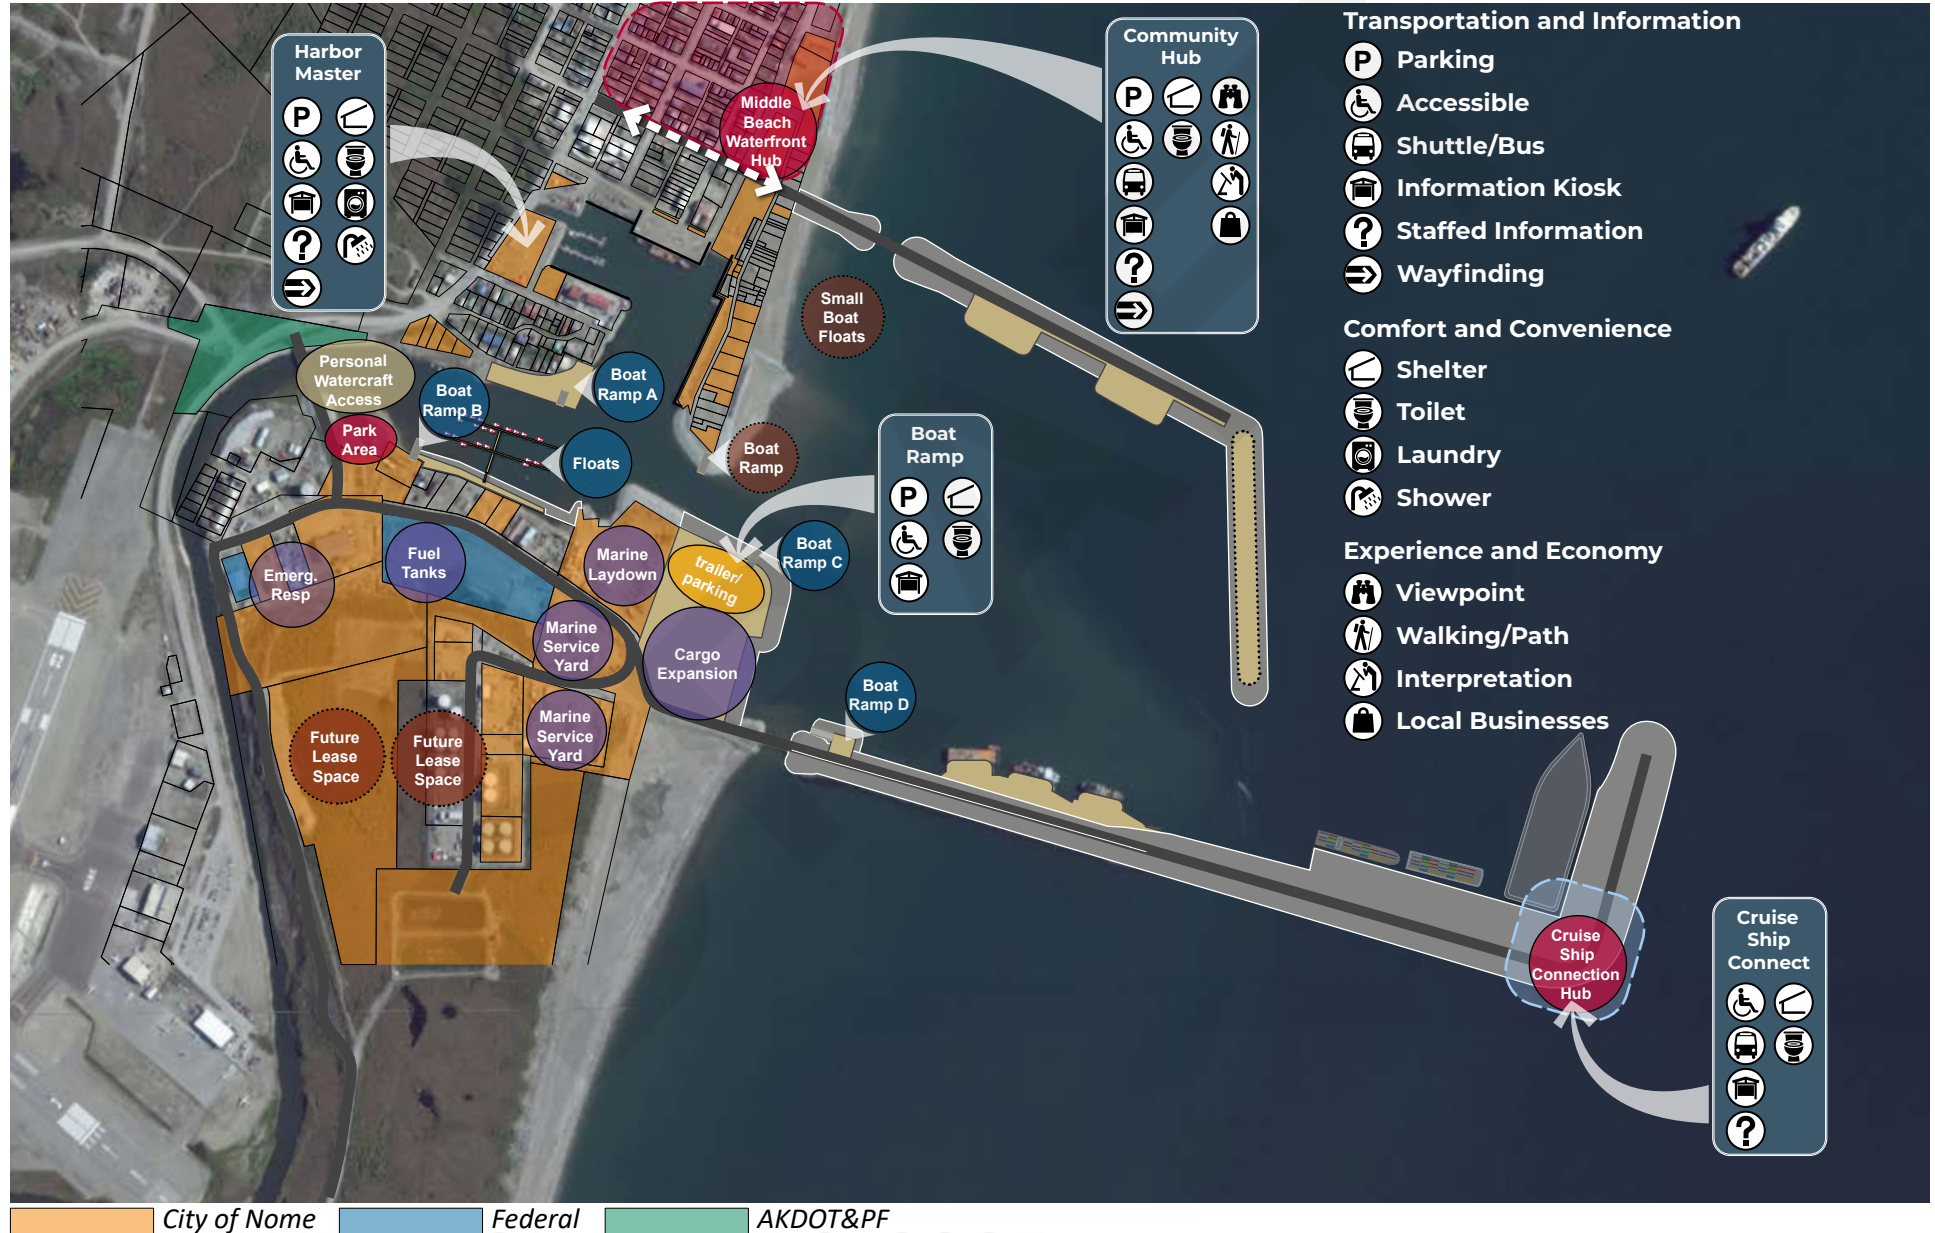 Harbor
Master
P
?
Middle
Beach
Waterfront
Hub
Community
Hub
P
?
Transportation and Information
P Parking
Accessible
Shuttle/Bus
Information Kiosk
? Staffed Information
Wayfinding
Comfort and Convenience
Shelter
Toilet
Laundry
Shower
Experience and Economy
Viewpoint
Walking/Path
Interpretation
Local Businesses
Small
Boat
Floats
Personal
Watercraft
Access
Park
Area
Boat
Ramp B
Boat
Ramp A
Floats
Boat
Ramp
Boat
Ramp
P
Emerg.
Resp
Fuel
Tanks
Marine
Laydown
trailer/
parking
Boat
Ramp C
Marine
Service
Yard
Cargo
Expansion
Boat
Ramp D
Future
Lease
Space
Future
Lease
Space
Marine
Service
Yard
Cruise
Ship
Connection
Hub
Cruise
Ship
Connect
?
City of Nome
Federal
AKDOT&PF